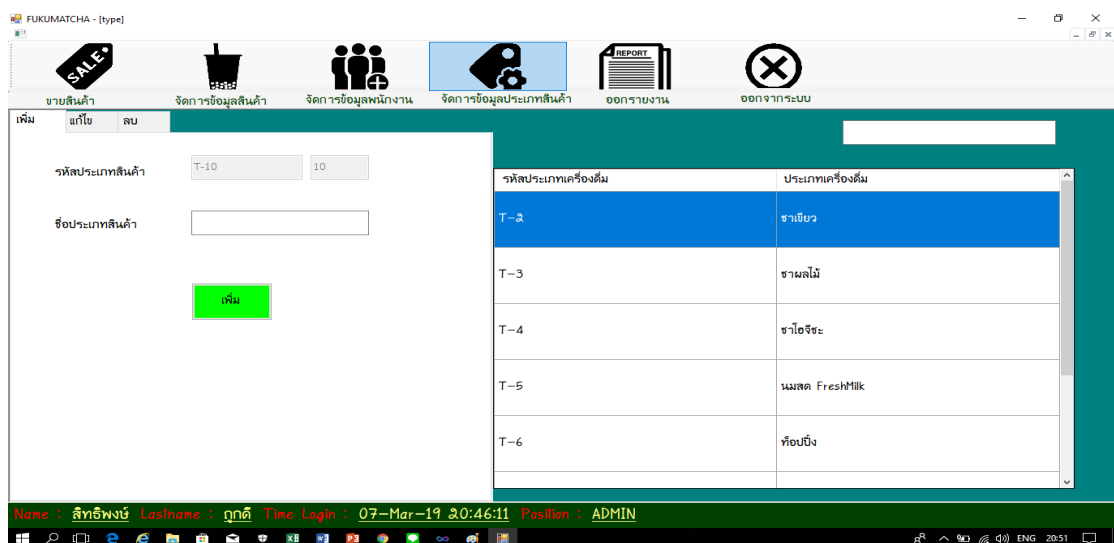 FUKUMATCHA - [type]
SALE
REPORT
ขายสินค้า จัดการข้อมูลสินค้า จัดการข้อมูลพนักงาน จัดการข้อมูลประเภทสินค้า ออกรายงาน ออกจากระบบ
เพิ่ม แก้ไข ลบ
รหัสประเภทสินค้า T-10 10
ชื่อประเภทสินค้า
เพิ่ม
รหัสประเภทเครื่องดื่ม ประเภทเครื่องดื่ม
T-2 ชาเขียว
T-3 ชาผลไม้
T-4 ชาโฮจิชะ
T-5 นมสด FreshMilk
T-6 ท็อปปิ้ง
Name : สิทธิพงษ์ Lastname : ถูกดี Time Login : 07-Mar-19 20:46:11 Position : ADMIN
ENG 20:51